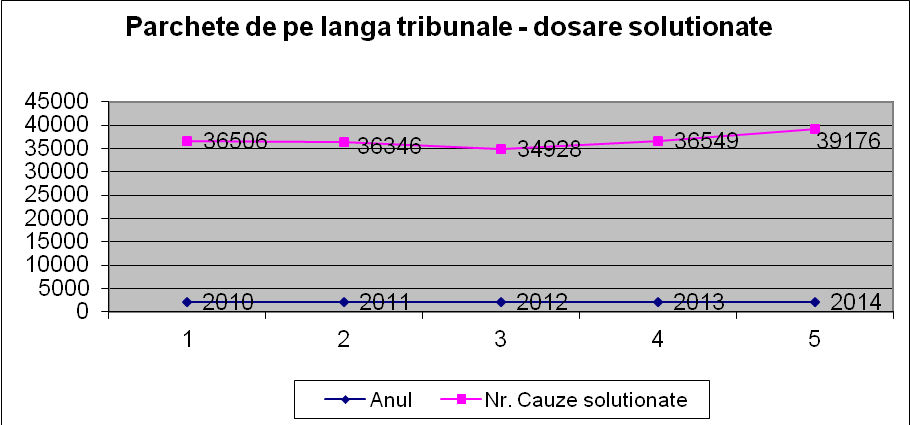 Parchete de pe langa tribunale - dosare solutionate
45000
40000
35000
30000
25000
20000
15000
10000
5000
0
36506 36346 34928 36549 39176
2010 2011 2012 2013 2014
1 2 3 4 5
Anul Nr. Cauze solutionate